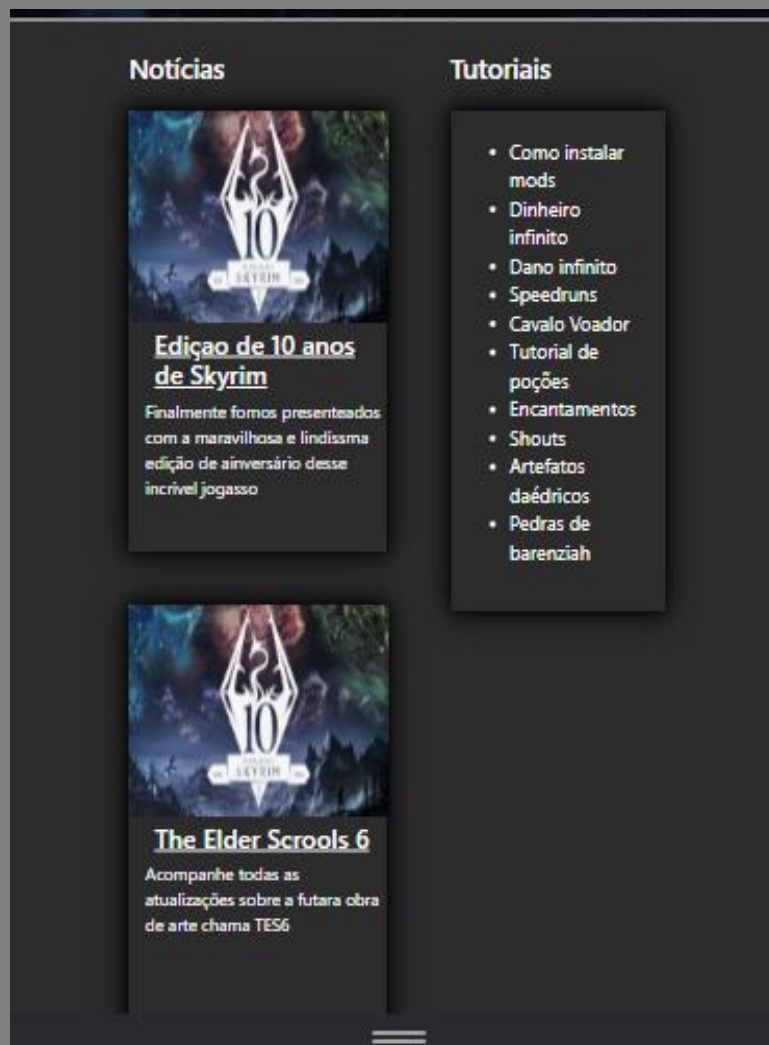 Notícias
Ediçao de 10 anos
de Skyrim
Finalmente fomos presenteados
com a maravilhosa e lindissma
edição de ainversário desse
incrivel jogasso
The Elder Scrools 6
Acompanhe todas as
atualizações sobre a futara obra
de arte chama TES6
Tutoriais
Como instalar
mods
Dinheiro
infinito
Dano infinito
Speedruns
Cavalo Voador
Tutorial de
poções
Encantamentos
Shouts
Artefatos
daédricos
Pedras de
barenziah
10
SKYRIM
10
SKYRIM